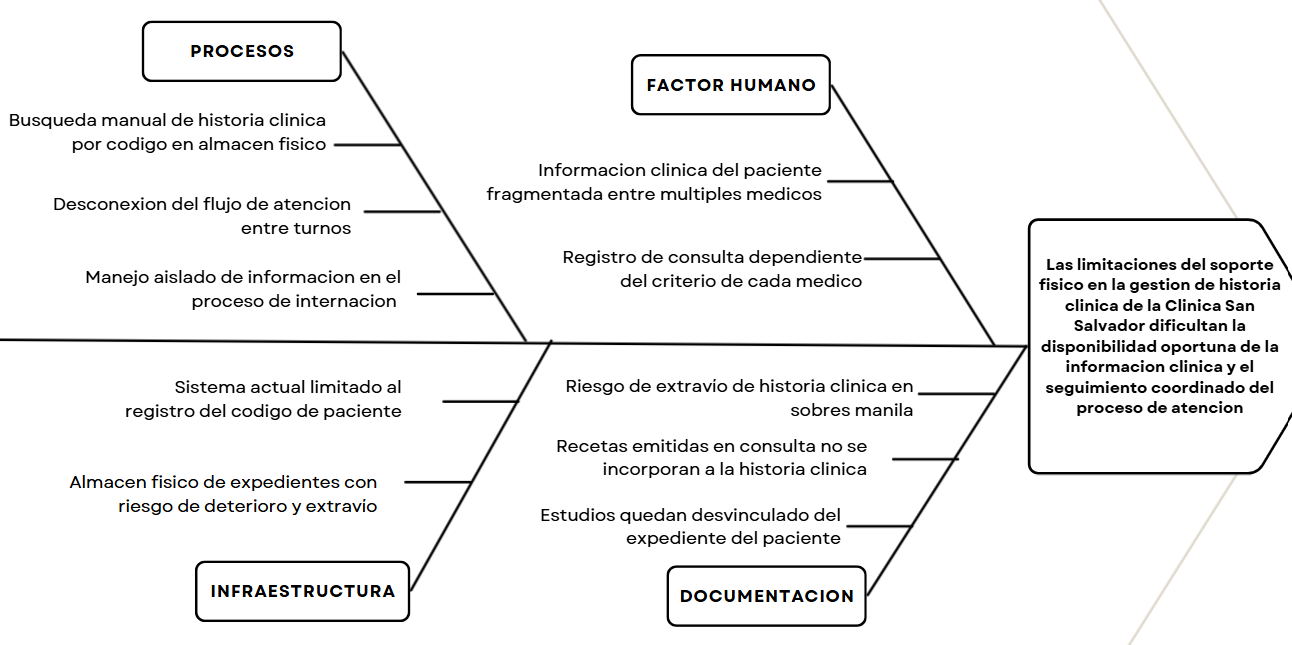 PROCESOS
Busqueda manual de historia clinica
por codigo en almacen fisico
Desconexion del flujo de atencion
entre turnos
Manejo aislado de informacion en el
proceso de internacion
FACTOR HUMANO
Informacion clinica del paciente
fragmentada entre multiples medicos
Registro de consulta dependiente
del criterio de cada medico
Las limitaciones del soporte
fisico en la gestion de historia
clinica de la Clinica San
Salvador dificultan la
disponibilidad oportuna de la
informacion clinica y el
seguimiento coordinado del
proceso de atencion
Sistema actual limitado al
registro del codigo de paciente
Almacen fisico de expedientes con
riesgo de deterioro y extravío
INFRAESTRUCTURA
Riesgo de extravío de historia clinica en
sobres manila
Recetas emitidas en consulta no se
incorporan a la historia clinica
Estudios quedan desvinculado del
expediente del paciente
DOCUMENTACION